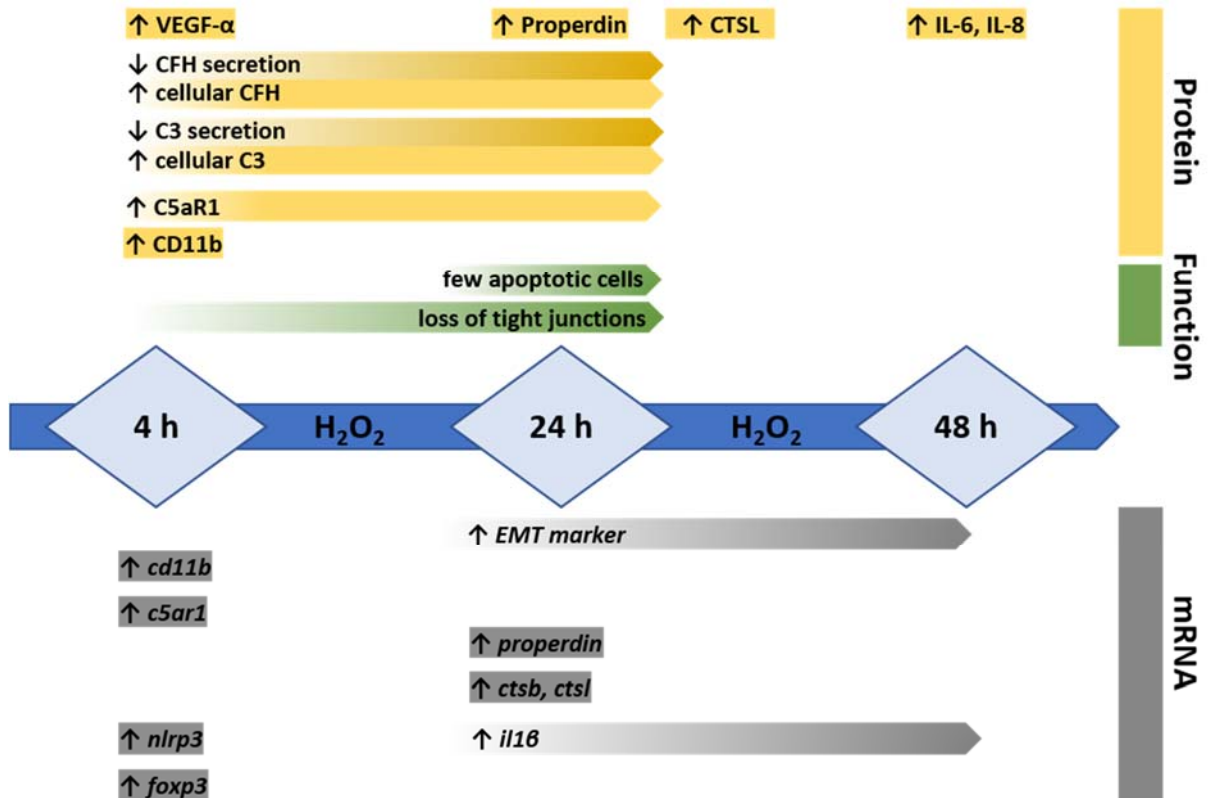 ↑ VEGF-α
↑ Properdin
↑ CTSL
↑ IL-6, IL-8
↓ CFH secretion
↑ cellular CFH
↓ C3 secretion
↑ cellular C3
↑ C5aR1
↑ CD11b
few apoptotic cells
loss of tight junctions
Protein
Function
4 h
H₂O₂
24 h
H₂O₂
48 h
↑ EMT marker
↑ cd11b
↑ c5ar1
↑ properdin
↑ ctsb, ctsl
↑ nlrp3
↑ il1β
↑ foxp3
mRNA